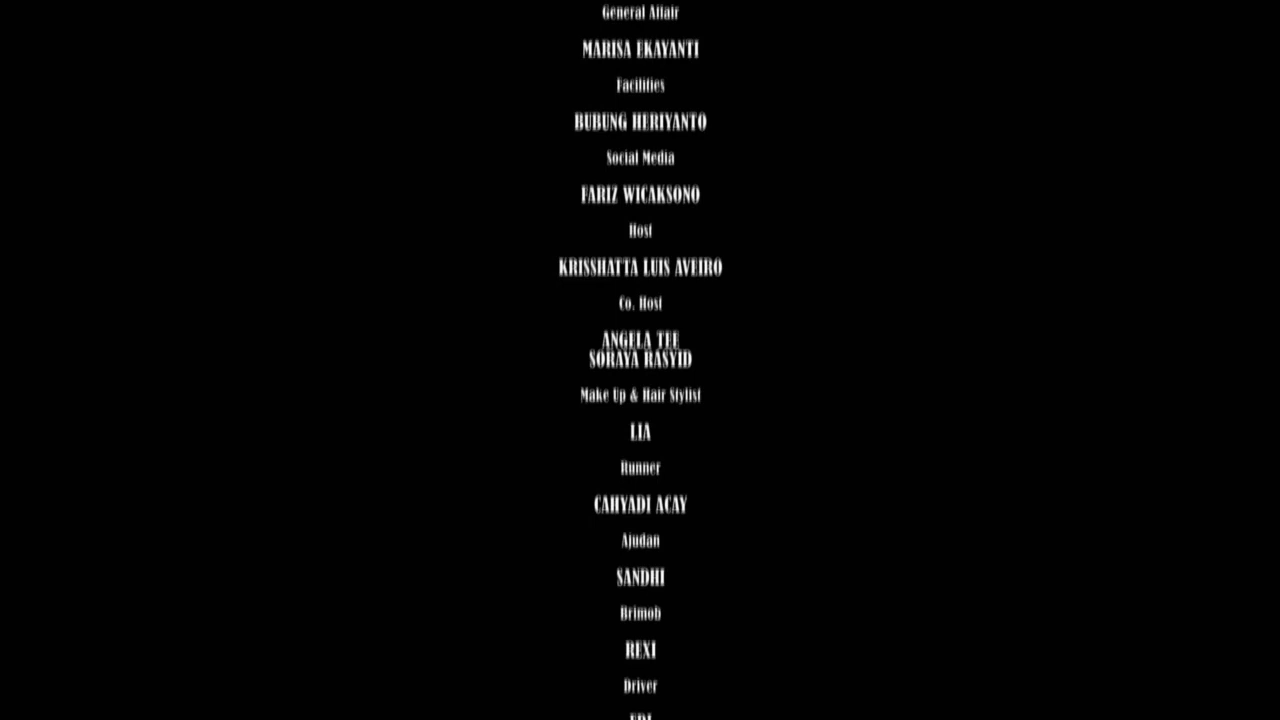 General Affair
MARISA EKAYANTI
Facilities
BUBUNG HERIYANTO
Social Media
FARIZ WICAKSONO
Host
KRISSHATTA LUIS AVEIRO
Co. Host
ANGELA TEE
SORAYA RASYID
Make Up & Hair Stylist
LIA
Runner
CAHYADI ACAY
Ajudan
SANDHI
Brimob
REXI
Driver